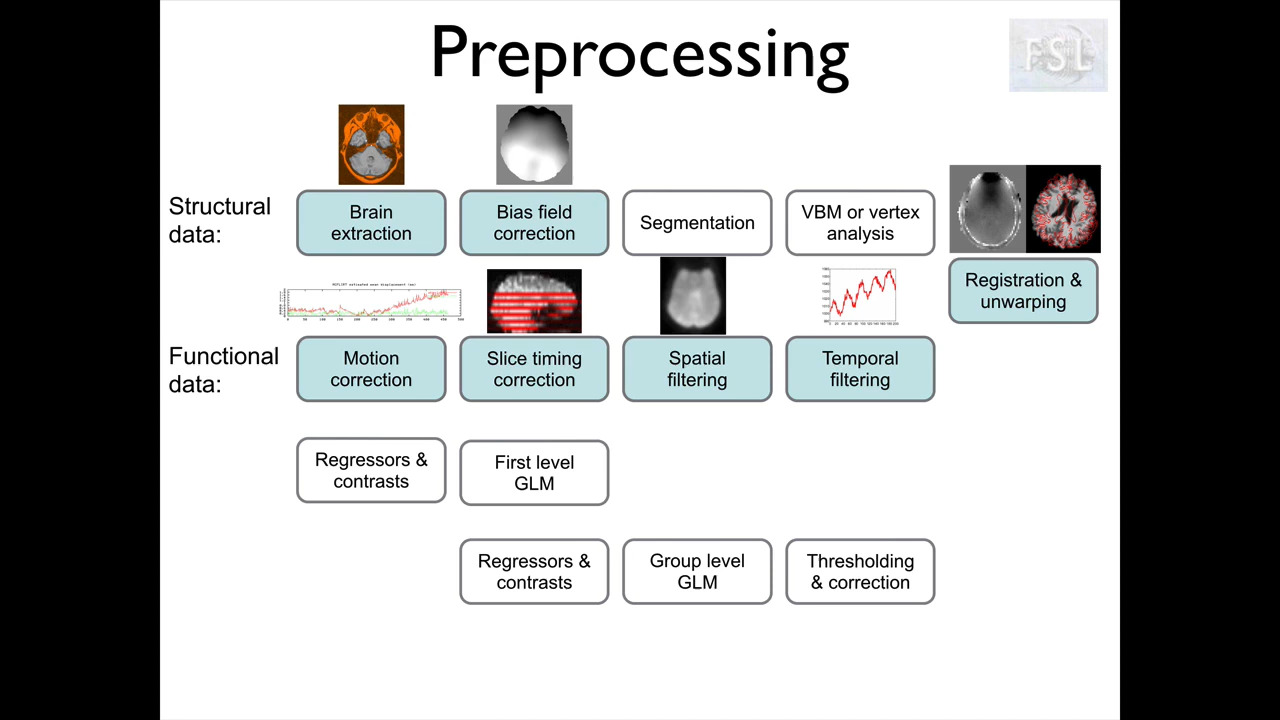 Preprocessing
FSL
Structural
data:
Brain
extraction
Bias field
correction
Segmentation
VBM or vertex
analysis
Registration &
unwarping
Functional
data:
Motion
correction
Slice timing
correction
Spatial
filtering
Temporal
filtering
Regressors &
contrasts
First level
GLM
Regressors &
contrasts
Group level
GLM
Thresholding
& correction